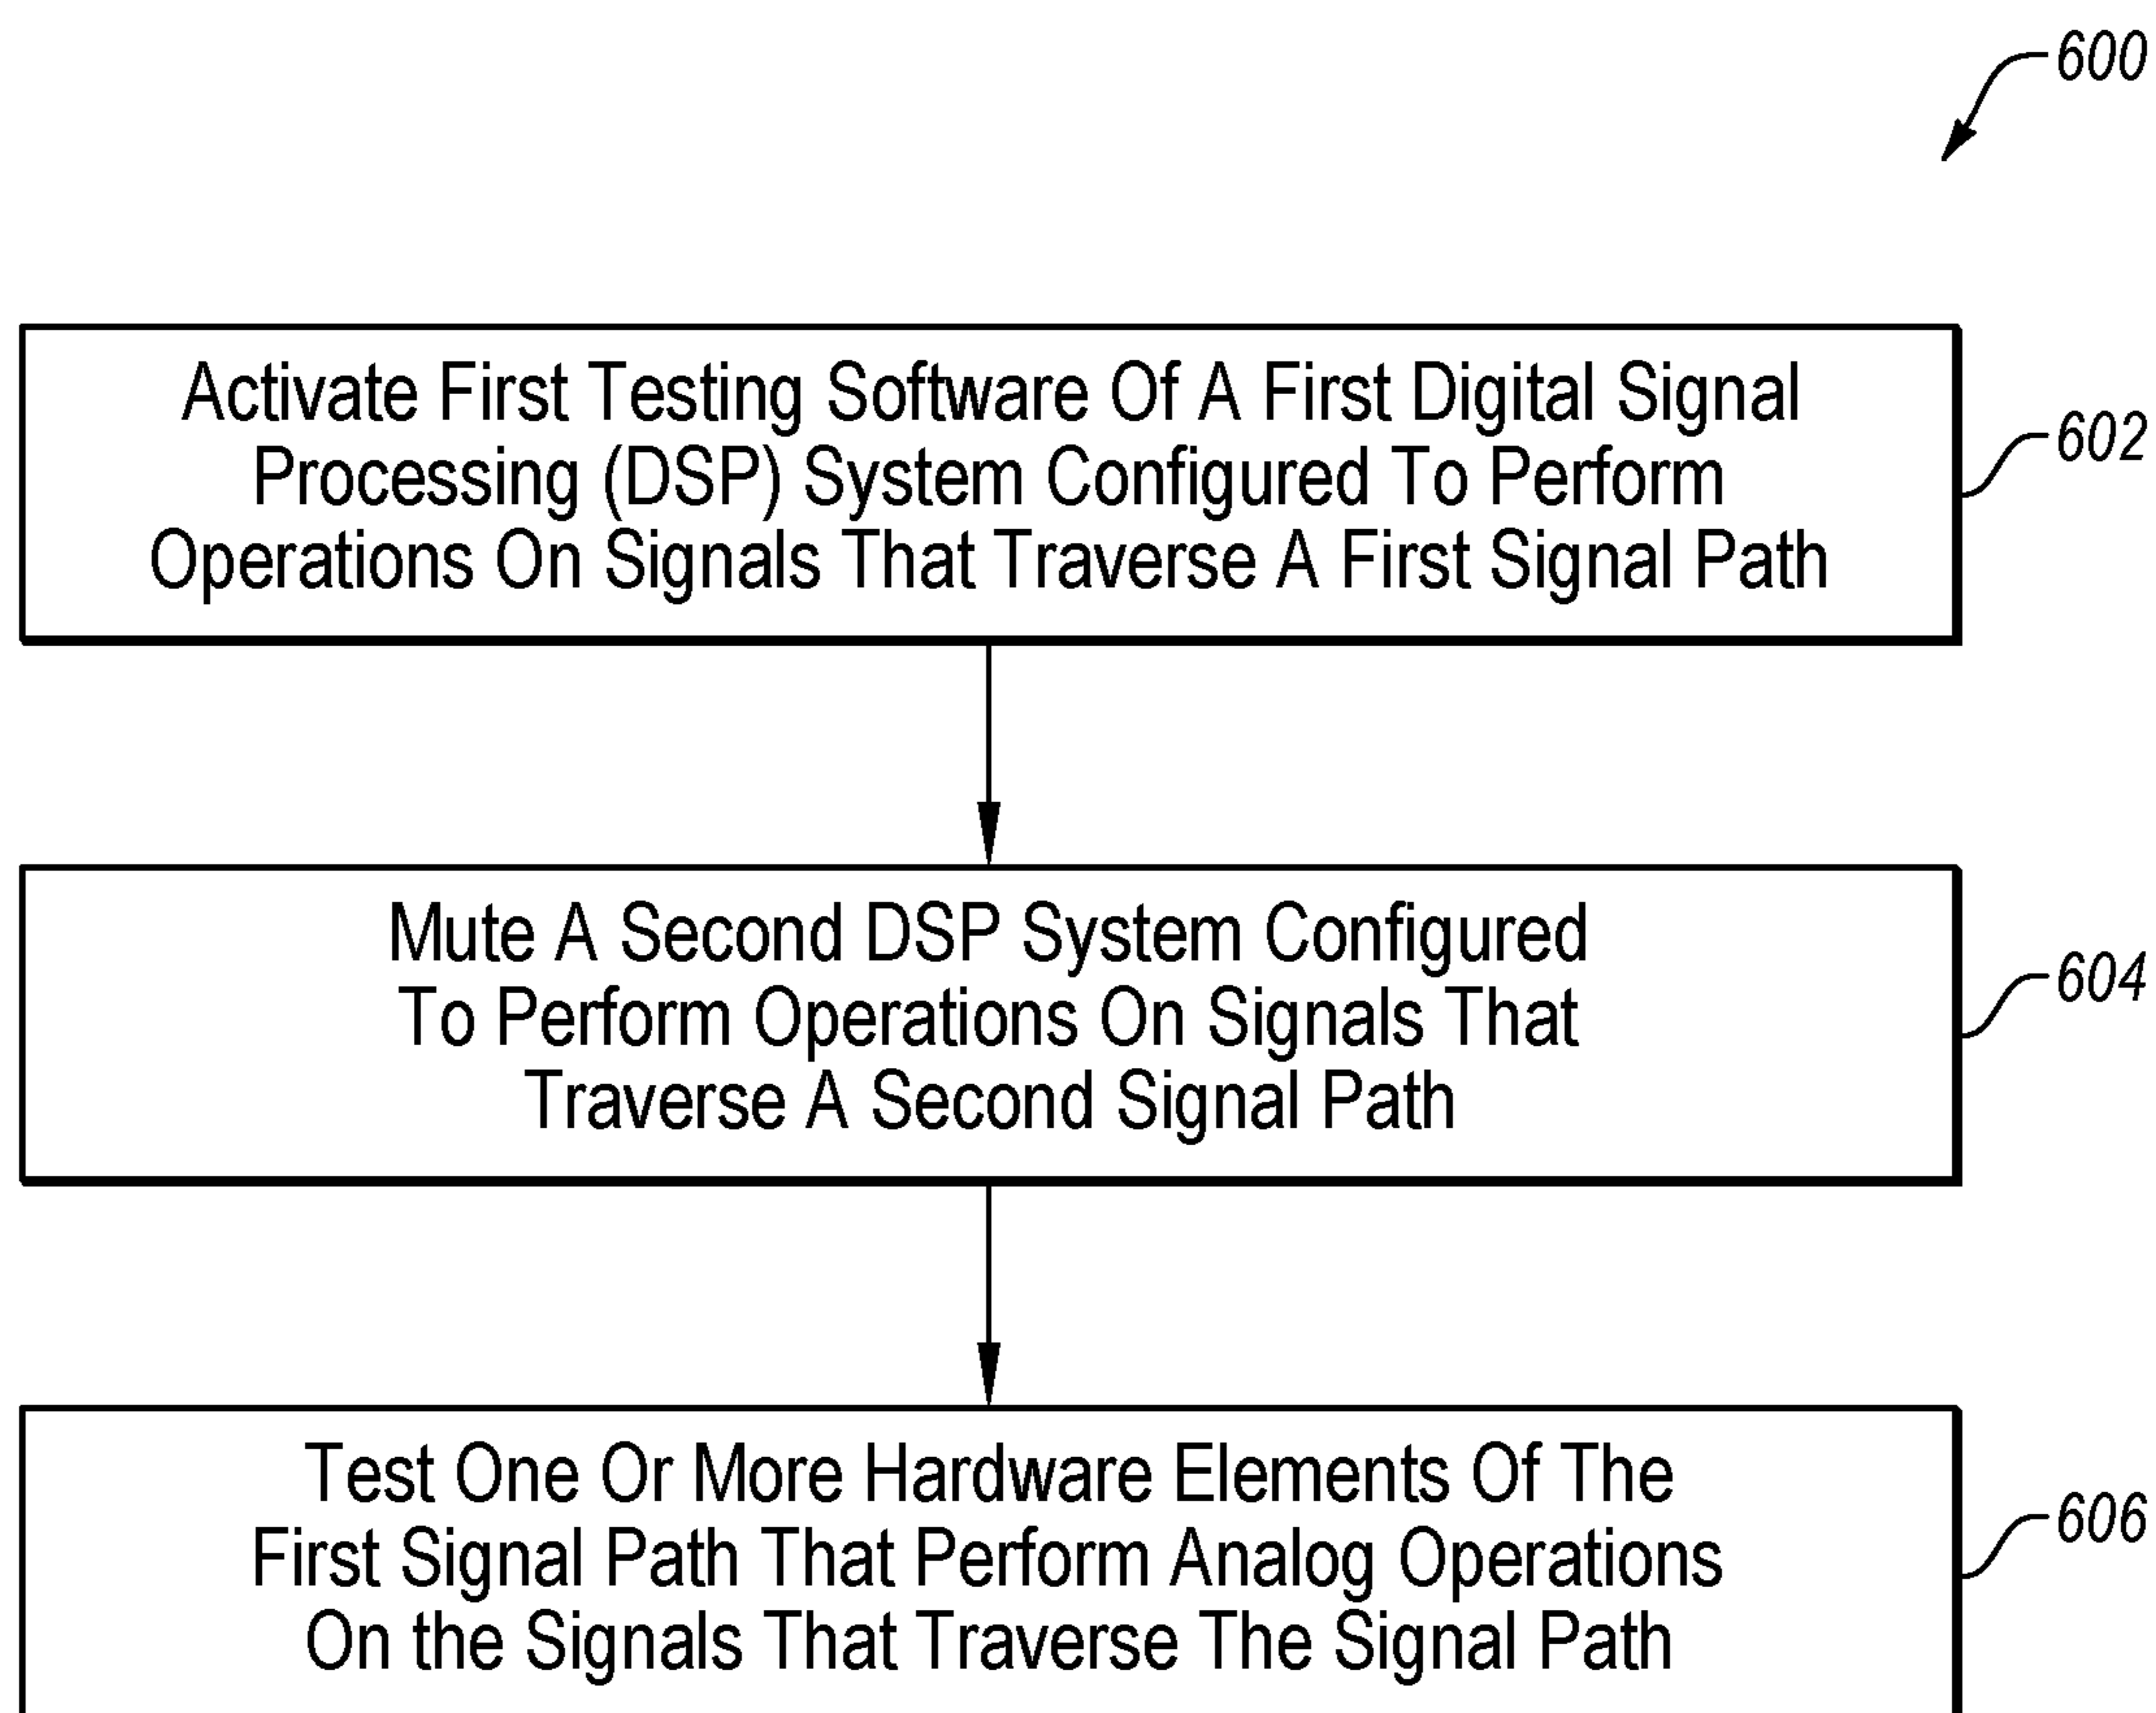 600
Activate First Testing Software Of A First Digital Signal
Processing (DSP) System Configured To Perform
Operations On Signals That Traverse A First Signal Path
602
Mute A Second DSP System Configured
To Perform Operations On Signals That
Traverse A Second Signal Path
604
Test One Or More Hardware Elements Of The
First Signal Path That Perform Analog Operations
On the Signals That Traverse The Signal Path
606